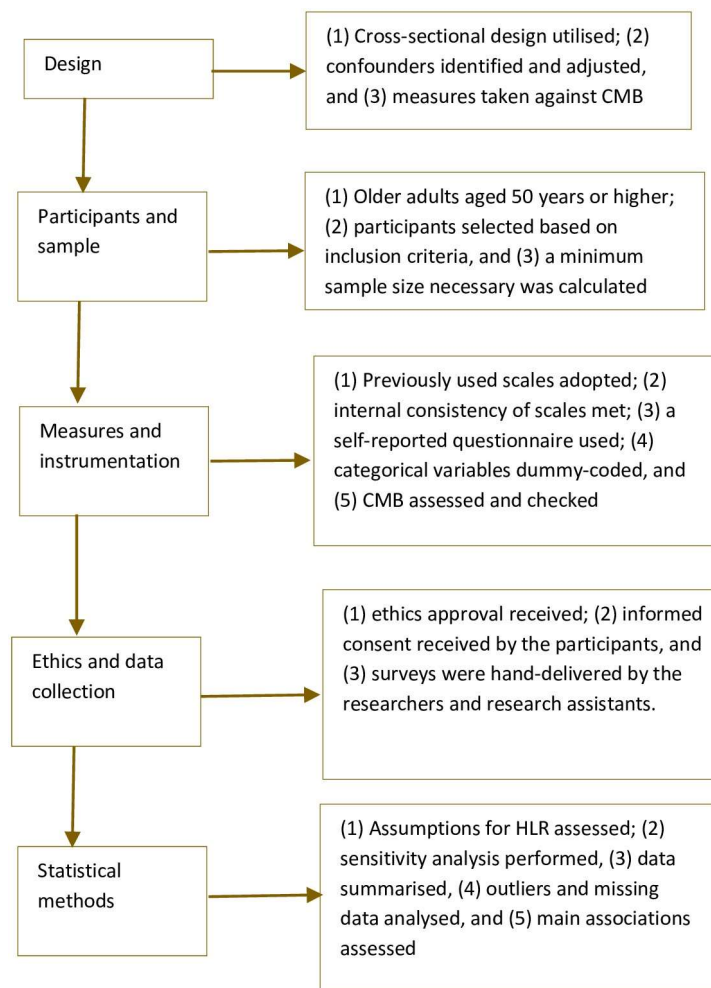 Design
(1) Cross-sectional design utilised; (2)
confounders identified and adjusted,
and (3) measures taken against CMB
Participants and
sample
(1) Older adults aged 50 years or higher;
(2) participants selected based on
inclusion criteria, and (3) a minimum
sample size necessary was calculated
Measures and
instrumentation
(1) Previously used scales adopted; (2)
internal consistency of scales met; (3) a
self-reported questionnaire used; (4)
categorical variables dummy-coded, and
(5) CMB assessed and checked
Ethics and data
collection
(1) ethics approval received; (2) informed
consent received by the participants, and
(3) surveys were hand-delivered by the
researchers and research assistants.
Statistical
methods
(1) Assumptions for HLR assessed; (2)
sensitivity analysis performed, (3) data
summarised, (4) outliers and missing
data analysed, and (5) main associations
assessed